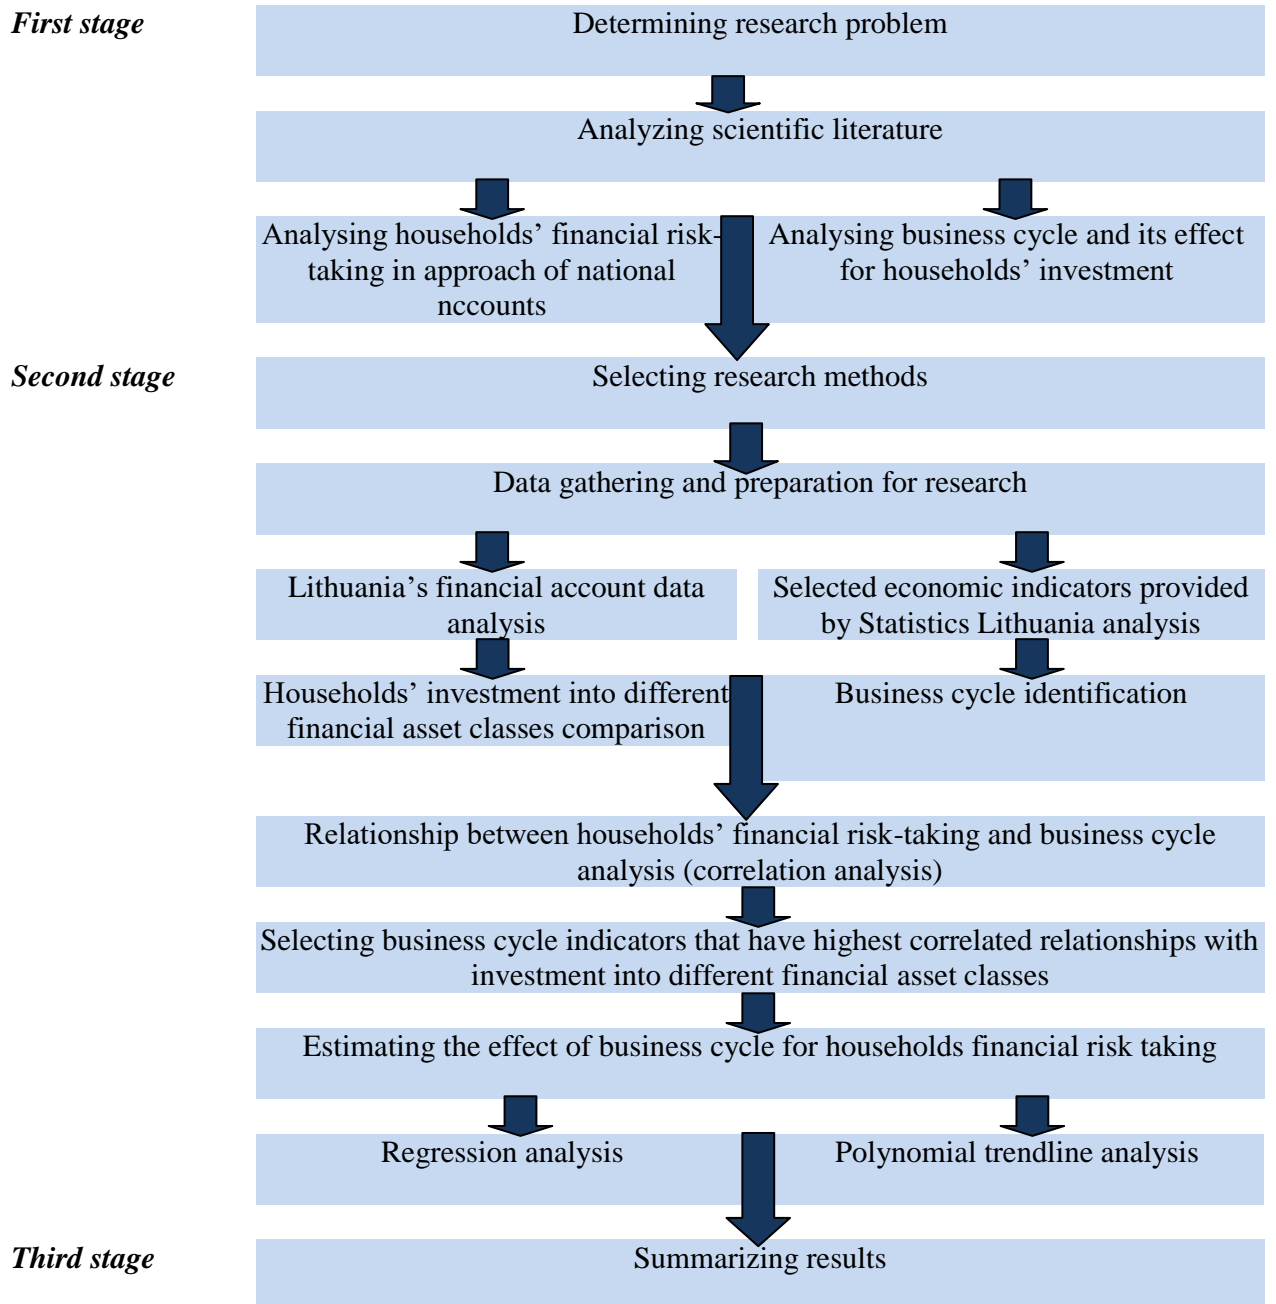 First stage
Determining research problem
Analyzing scientific literature
Analysing households’ financial risk-
taking in approach of national
nccounts
Analysing business cycle and its effect
for households’ investment
Second stage
Selecting research methods
Data gathering and preparation for research
Lithuania’s financial account data
analysis
Selected economic indicators provided
by Statistics Lithuania analysis
Households’ investment into different
financial asset classes comparison
Business cycle identification
Relationship between households’ financial risk-taking and business cycle
analysis (correlation analysis)
Selecting business cycle indicators that have highest correlated relationships with
investment into different financial asset classes
Estimating the effect of business cycle for households financial risk taking
Regression analysis
Polynomial trendline analysis
Third stage
Summarizing results